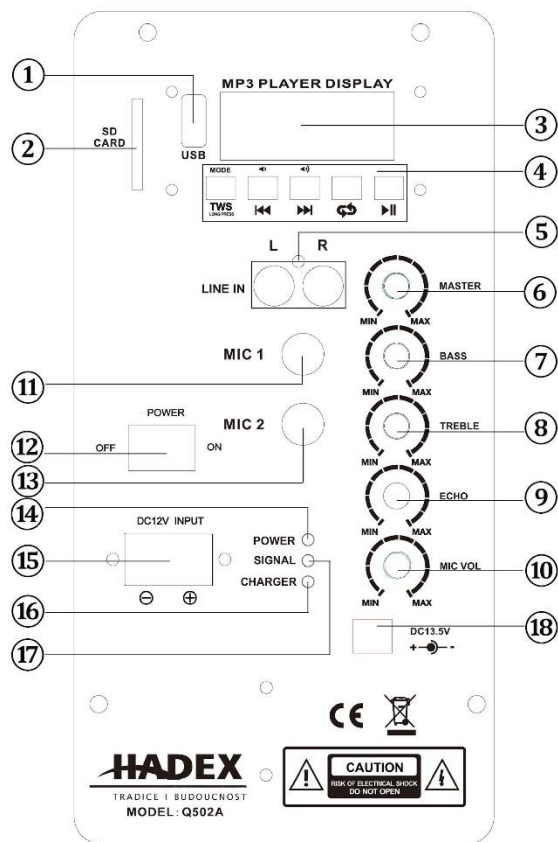 MP3 PLAYER DISPLAY
1
2
SD
CARD
USB
3
MODE
TWS
LONG PRESS
4
L R
5
LINE IN
MASTER
MIN MAX
6
MIC 1
BASS
MIN MAX
7
11
POWER
OFF ON
12
MIC 2
13
TREBLE
MIN MAX
8
14
ECHO
MIN MAX
9
DC12V INPUT
15
POWER
SIGNAL
CHARGER
16
17
MIC VOL
MIN MAX
10
18
DC13.5V
+ -
CE
HADEX
TRADICE I BUDOUCNOST
MODEL: Q502A
CAUTION
RISK OF ELECTRICAL SHOCK
DO NOT OPEN